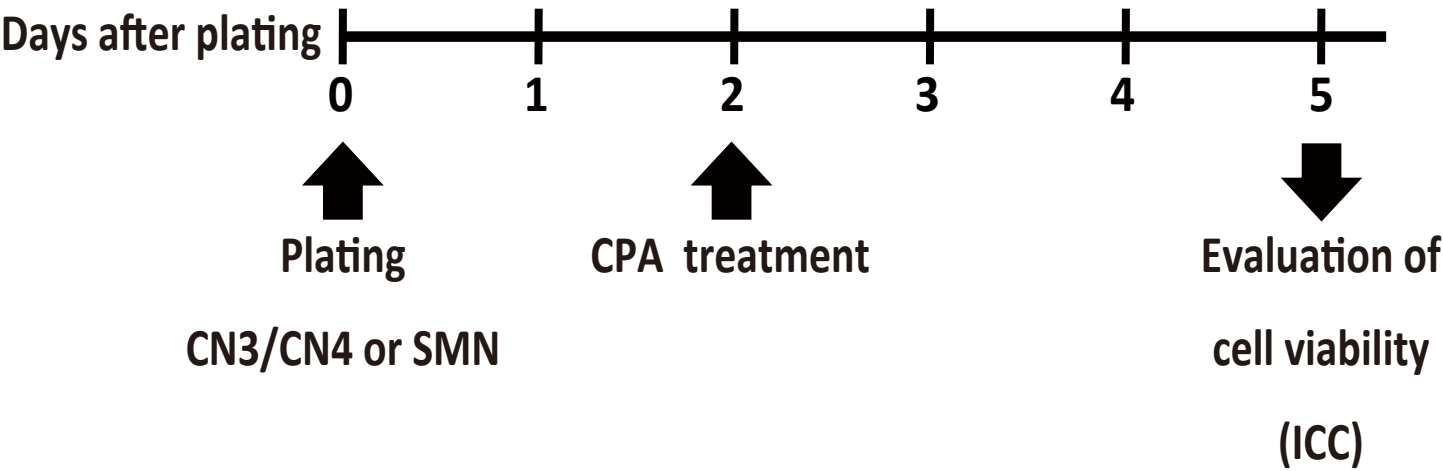 Days after plating
0 1 2 3 4 5
Plating
CN3/CN4 or SMN
CPA treatment
Evaluation of
cell viability
(ICC)